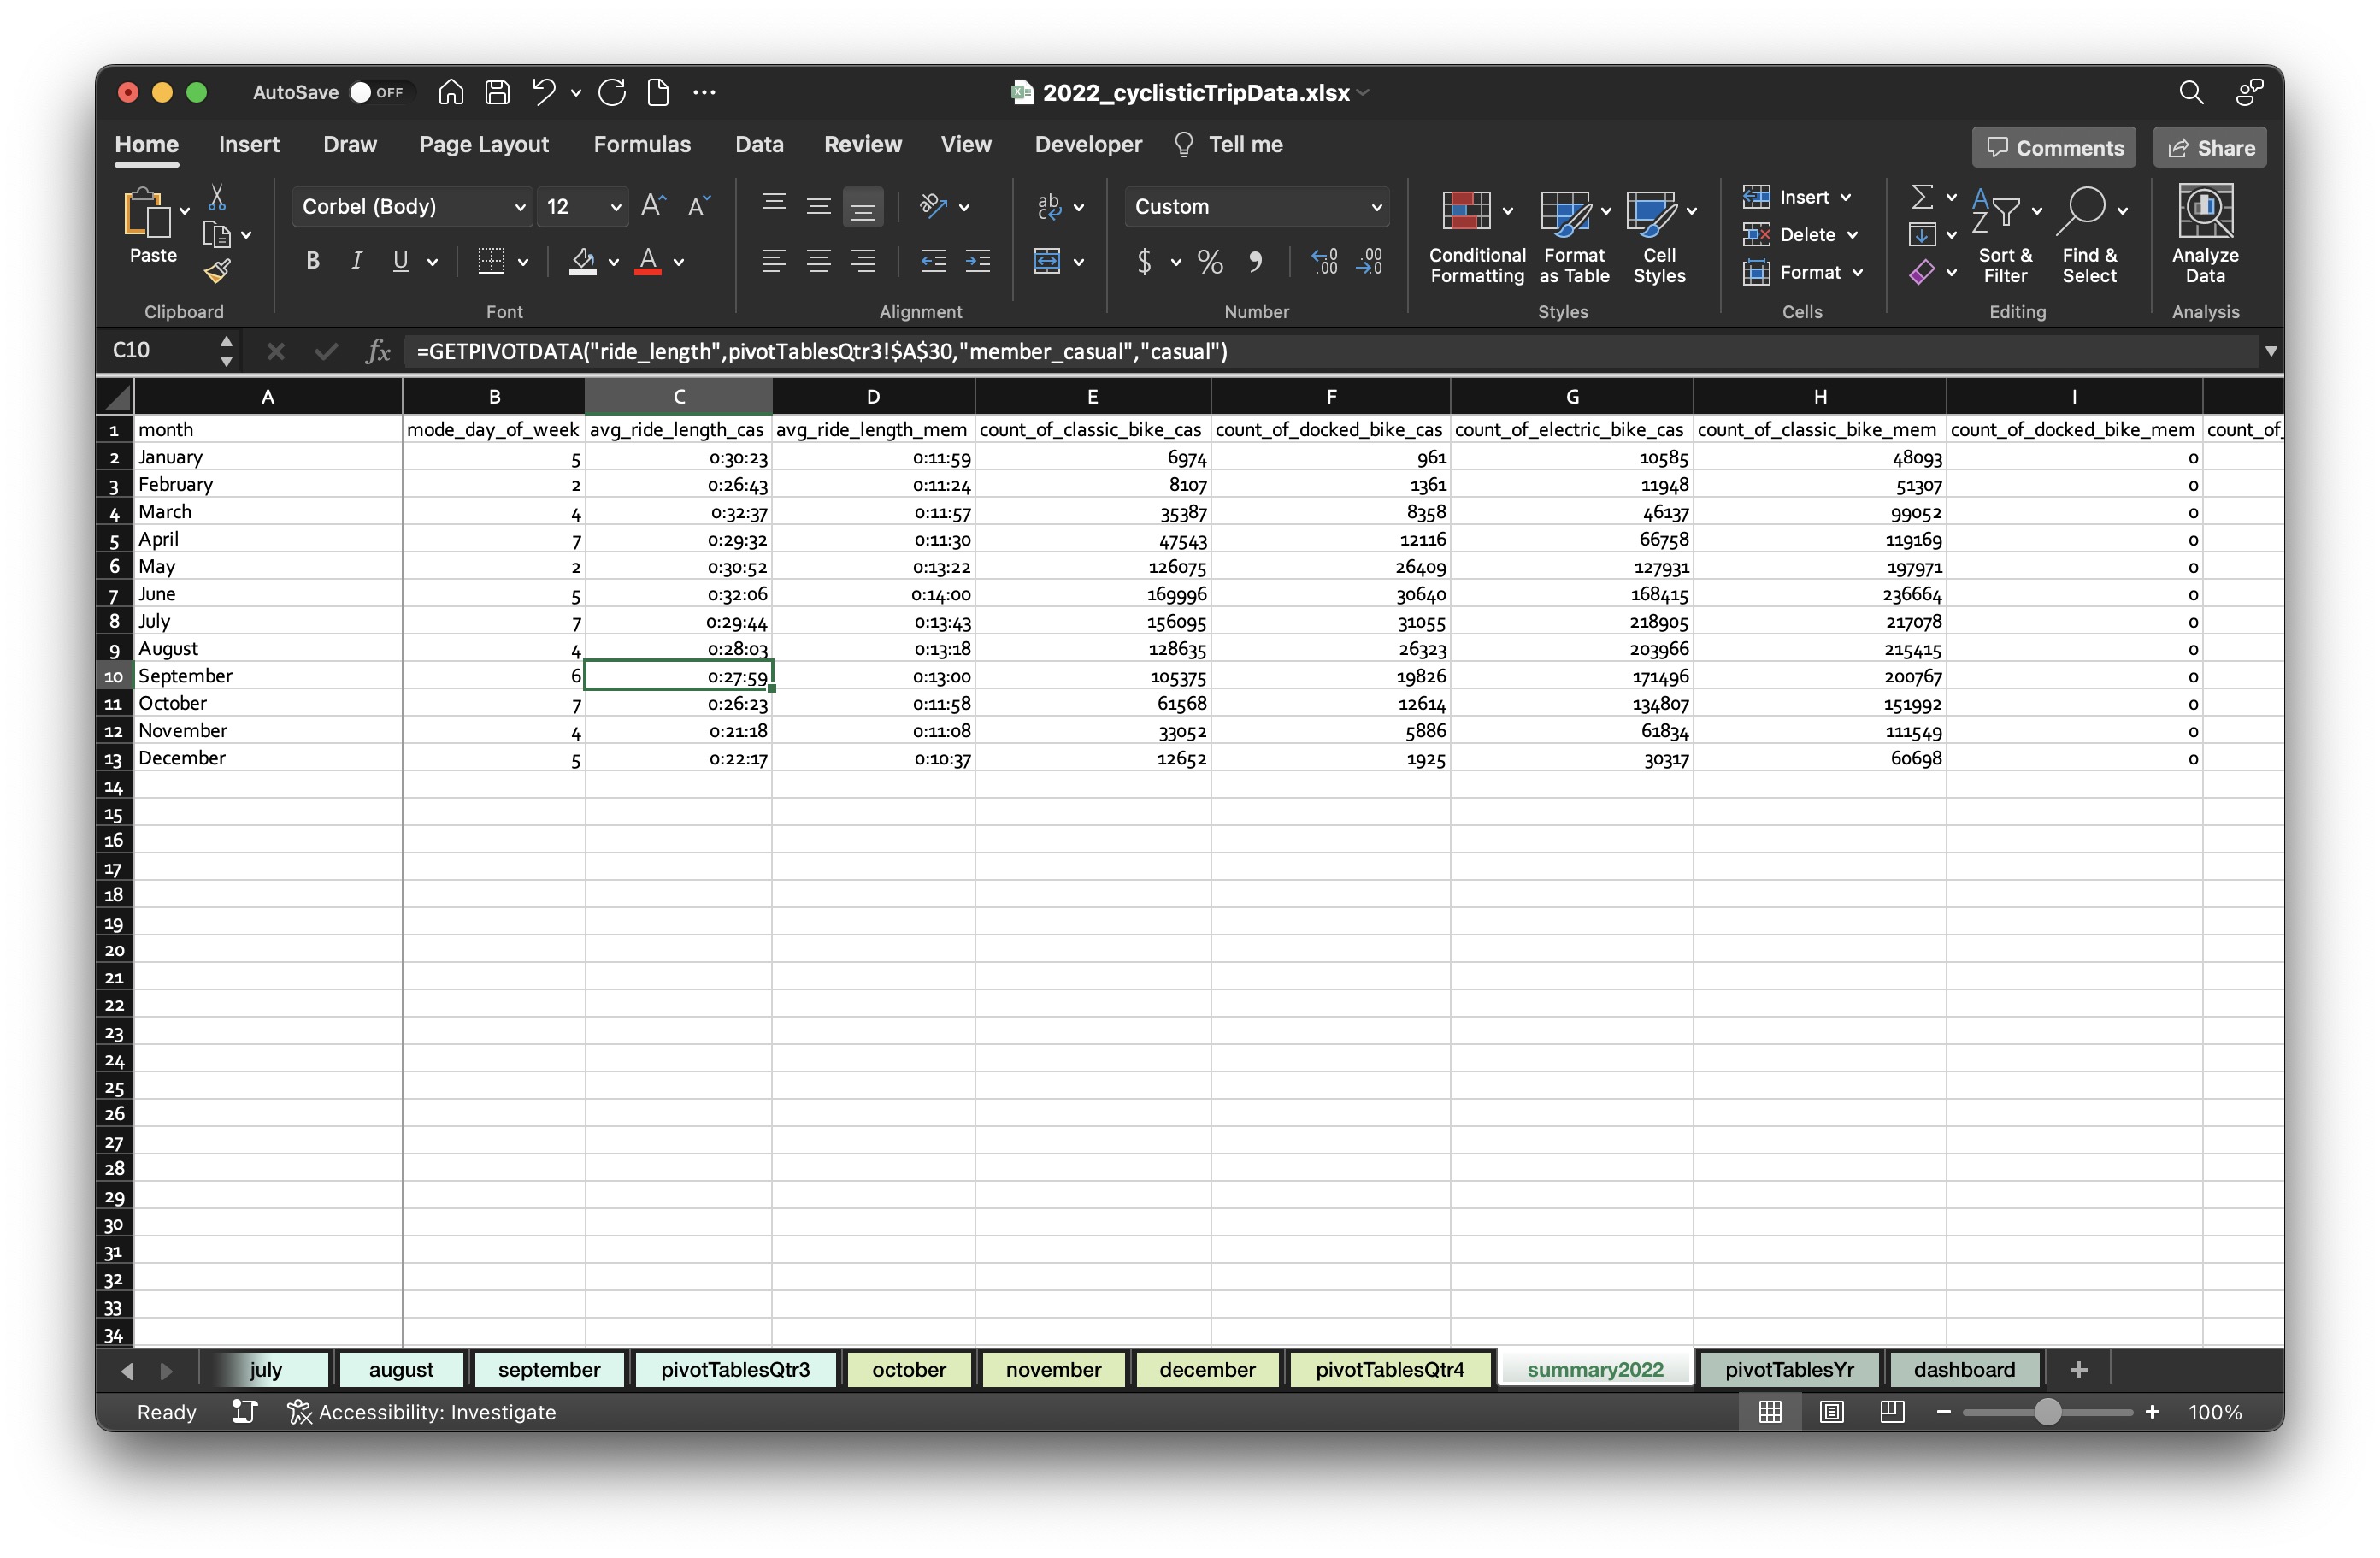 AutoSave OFF 2022_cyclisticTripData.xlsx
Home Insert Draw Page Layout Formulas Data Review View Developer Tell me Comments Share
Paste Corbel (Body) 12 A A ab Custom Conditional Formatting Format as Table Cell Styles Insert Delete Format Sort & Filter Find & Select Analyze Data
B I U A $ % .00 .00
Clipboard Font Alignment Number Styles Cells Editing Analysis
C10 fx =GETPIVOTDATA("ride_length",pivotTablesQtr3!$A$30,"member_casual","casual")
A B C D E F G H I
1 month mode_day_of_week avg_ride_length_cas avg_ride_length_mem count_of_classic_bike_cas count_of_docked_bike_cas count_of_electric_bike_cas count_of_classic_bike_mem count_of_docked_bike_mem count_of_
2 January 5 0:30:23 0:11:59 6974 961 10585 48093 0
3 February 2 0:26:43 0:11:24 8107 1361 11948 51307 0
4 March 4 0:32:37 0:11:57 35387 8358 46137 99052 0
5 April 7 0:29:32 0:11:30 47543 12116 66758 119169 0
6 May 2 0:30:52 0:13:22 126075 26409 127931 197971 0
7 June 5 0:32:06 0:14:00 169996 30640 168415 236664 0
8 July 7 0:29:44 0:13:43 156095 31055 218905 217078 0
9 August 4 0:28:03 0:13:18 128635 26323 203966 215415 0
10 September 6 0:27:59 0:13:00 105375 19826 171496 200767 0
11 October 7 0:26:23 0:11:58 61568 12614 134807 151992 0
12 November 4 0:21:18 0:11:08 33052 5886 61834 111549 0
13 December 5 0:22:17 0:10:37 12652 1925 30317 60698 0
14
15
16
17
18
19
20
21
22
23
24
25
26
27
28
29
30
31
32
33
34
july august september pivotTablesQtr3 october november december pivotTablesQtr4 summary2022 pivotTablesYr dashboard
Ready Accessibility: Investigate 100%